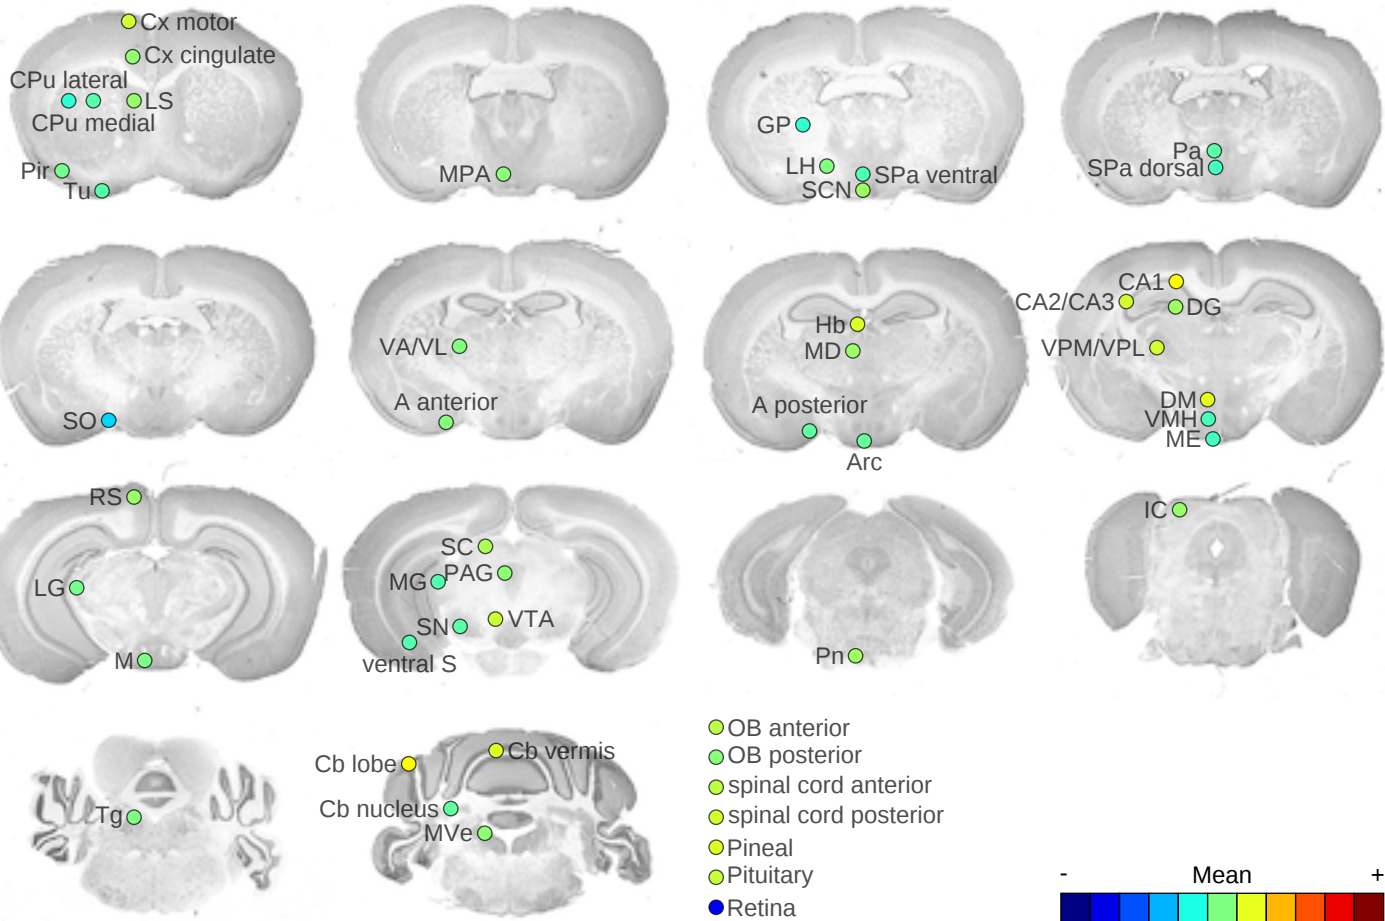 Cx motor
Cx cingulate
CPu lateral
LS
CPu medial
Pir
Tu
MPA
GP
LH
SPa ventral
SCN
Pa
SPa dorsal
SO
VA/VL
A anterior
Hb
MD
A posterior
Arc
CA1
CA2/CA3
DG
VPM/VPL
DM
VMH
ME
RS
LG
M
SC
PAG
MG
VTA
SN
ventral S
Pn
IC
Tg
Cb lobe
Cb vermis
Cb nucleus
MVe
OB anterior
OB posterior
spinal cord anterior
spinal cord posterior
Pineal
Pituitary
Retina
- Mean +